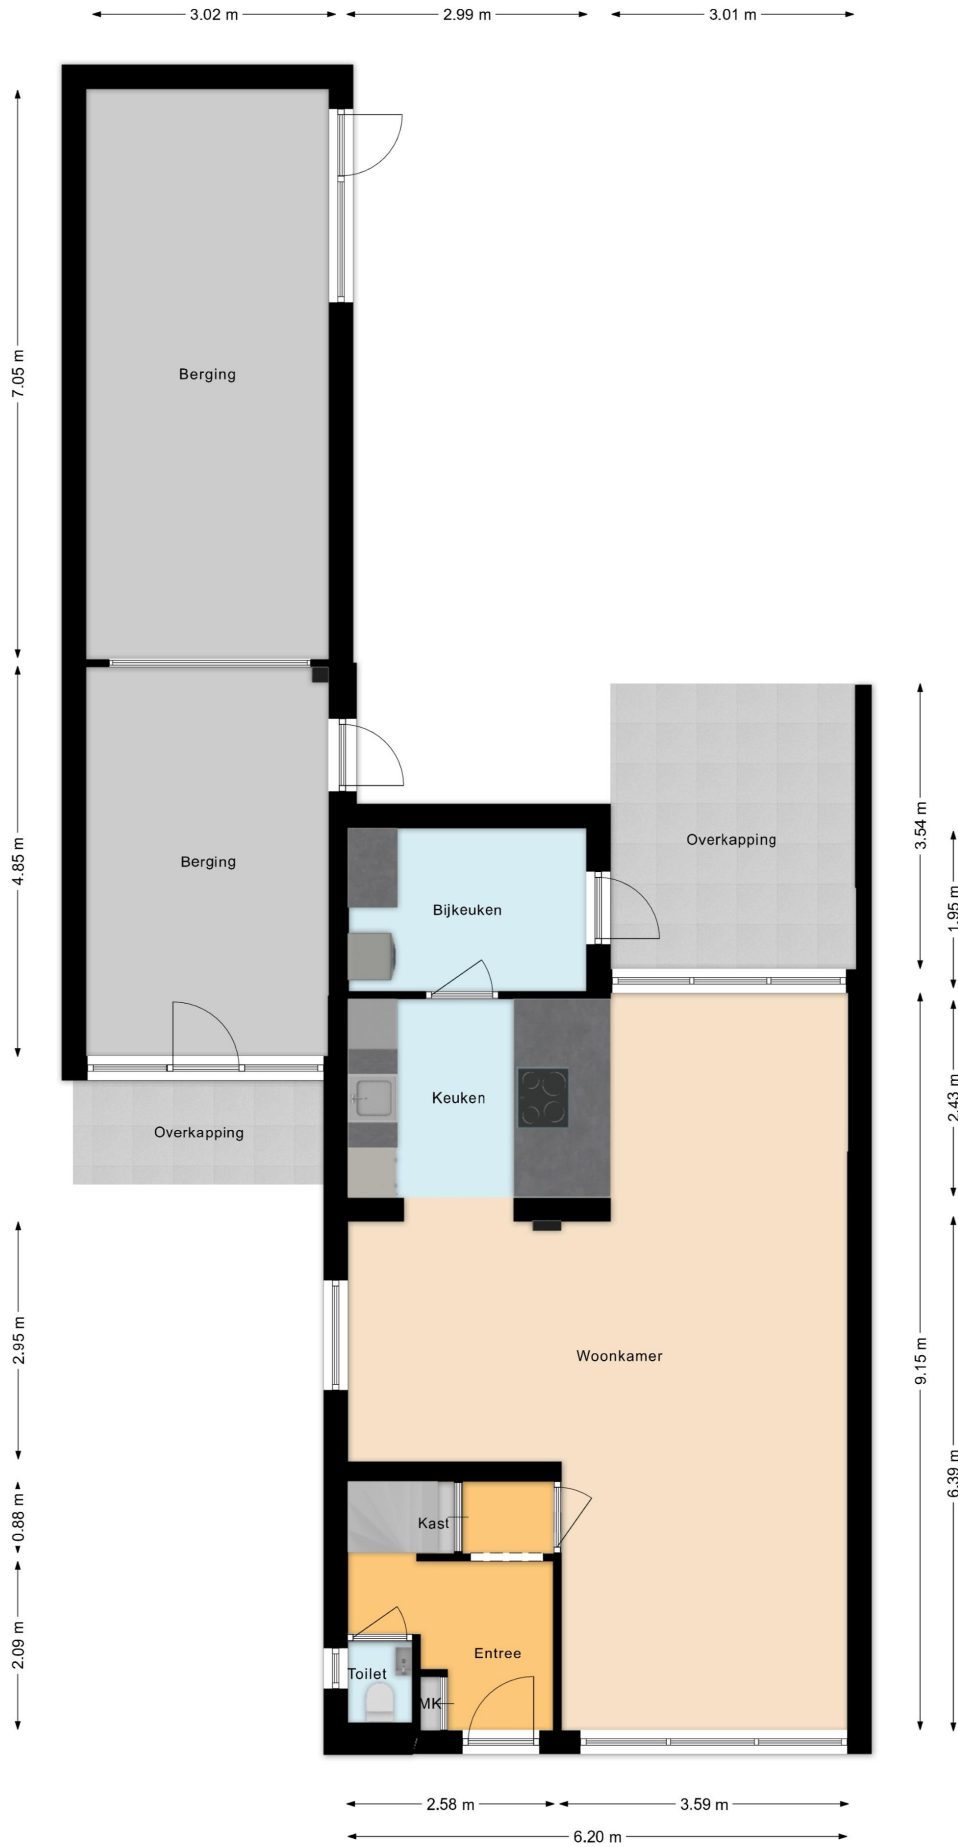 3.02 m
2.99 m
3.01 m
7.05 m
Berging
4.85 m
Berging
Overkapping
3.54 m
1.95 m
Bijkeuken
Keuken
2.43 m
Overkapping
2.95 m
Woonkamer
9.15 m
6.39 m
0.88 m
Kast
2.09 m
Entree
Toilet
MK
2.58 m
3.59 m
6.20 m